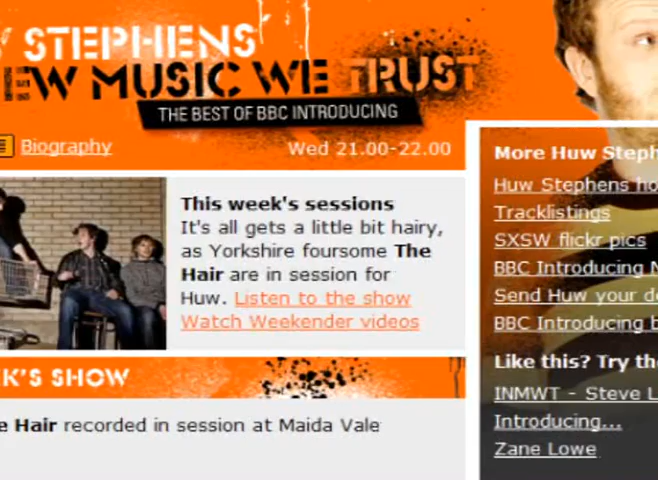 Y STEPHENS
EW MUSIC WE TRUST
THE BEST OF BBC INTRODUCING
Biography
Wed 21.00-22.00
This week's sessions
It's all gets a little bit hairy,
as Yorkshire foursome The
Hair are in session for
Huw. Listen to the show
Watch Weekender videos
K'S SHOW
e Hair recorded in session at Maida Vale
More Huw Steph
Huw Stephens ho
Tracklistings
SXSW flickr pics
BBC Introducing N
Send Huw your de
BBC Introducing b
Like this? Try the
INMWT - Steve L
Introducing...
Zane Lowe